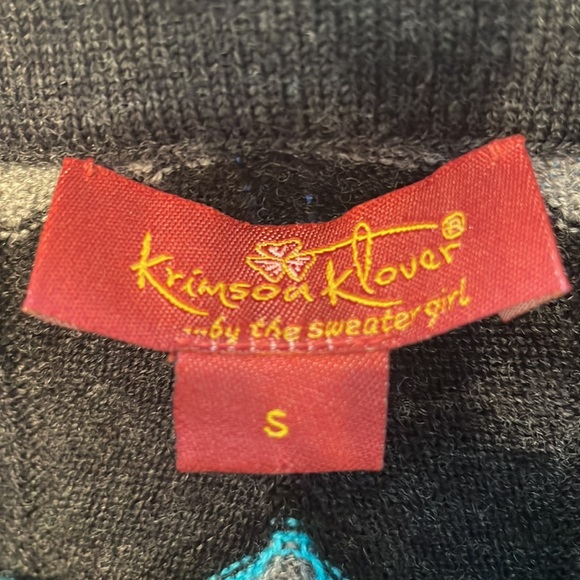 Krimson Klover®
by the sweater girl
S